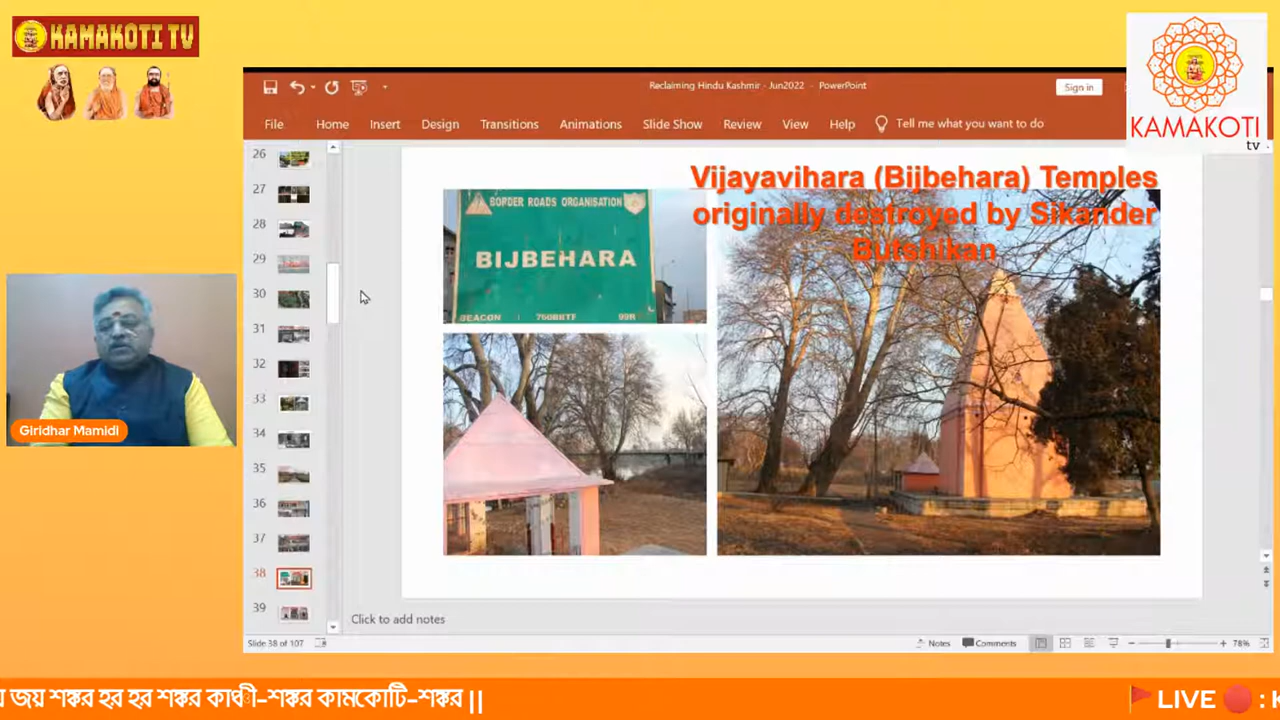 KAMAKOTI TV
KAMAKOTI
tv
Reclaiming Hindu Kashmir - Jun2022 - PowerPoint
Sign in
File Home Insert Design Transitions Animations Slide Show Review View Help Tell me what you want to do
26
27
28
29
30
31
32
33
34
35
36
37
38
39
Vijayavihara (Bijbehara) Temples
originally destroyed by Sikander
Butshikan
BORDER ROADS ORGANISATION
BIJBEHARA
BEACON
Giridhar Mamidi
Click to add notes
Slide 38 of 107
Notes Comments
78%
জয় শঙ্কর হর হর শঙ্কর কাঞ্চী-শঙ্কর কামকোটি-শঙ্কর ||
LIVE : K